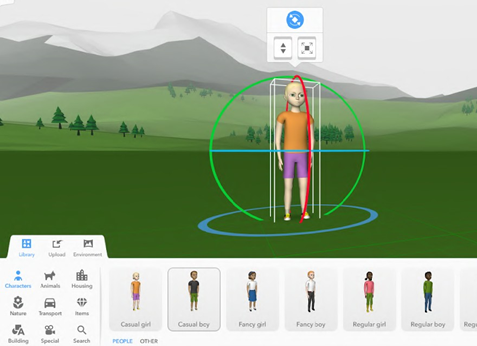 Library Upload Environment
Characters Animals Housing
Nature Transport Items
Building Special Search
Casual girl Casual boy Fancy girl Fancy boy Regular girl Regular boy
PEOPLE OTHER